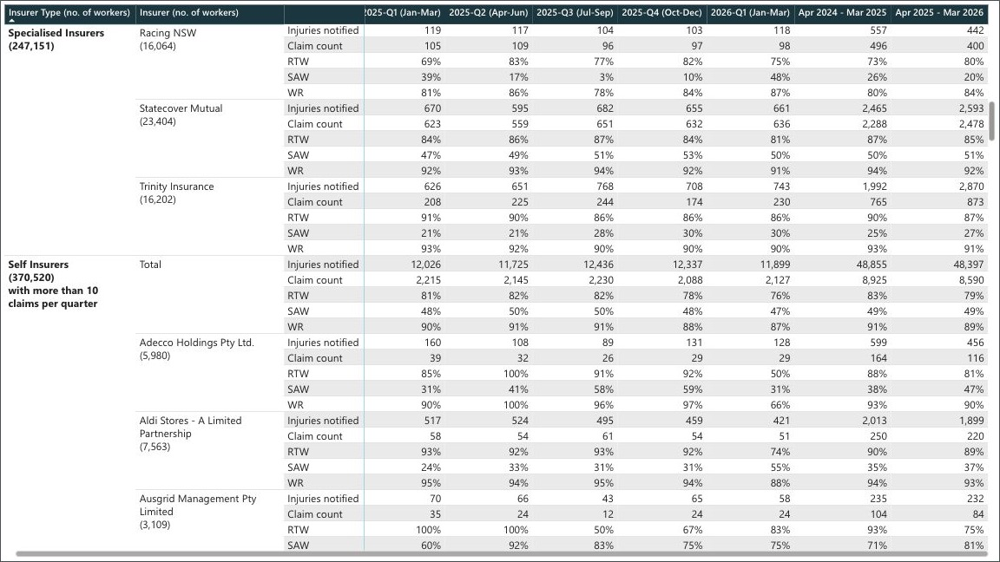 Insurer Type (no. of workers) Insurer (no. of workers) 2025-Q1 (Jan-Mar) 2025-Q2 (Apr-Jun) 2025-Q3 (Jul-Sep) 2025-Q4 (Oct-Dec) 2026-Q1 (Jan-Mar) Apr 2024 - Mar 2025 Apr 2025 - Mar 2026
Specialised Insurers Racing NSW Injuries notified 119 117 104 103 118 557 442
(247,151) (16,064) Claim count 105 109 96 97 98 496 400
RTW 69% 83% 77% 82% 75% 73% 80%
SAW 39% 17% 3% 10% 48% 26% 20%
WR 81% 86% 78% 84% 87% 80% 84%
Statecover Mutual Injuries notified 670 595 682 655 661 2,465 2,593
(23,404) Claim count 623 559 651 632 636 2,288 2,478
RTW 84% 86% 87% 84% 81% 87% 85%
SAW 47% 49% 51% 53% 50% 50% 51%
WR 92% 93% 94% 92% 91% 94% 92%
Trinity Insurance Injuries notified 626 651 768 708 743 1,992 2,870
(16,202) Claim count 208 225 244 174 230 765 873
RTW 91% 90% 86% 86% 86% 90% 87%
SAW 21% 21% 28% 30% 30% 25% 27%
WR 93% 92% 90% 90% 90% 93% 91%
Self Insurers Total Injuries notified 12,026 11,725 12,436 12,337 11,899 48,855 48,397
(370,520) Claim count 2,215 2,145 2,230 2,088 2,127 8,925 8,590
with more than 10 RTW 81% 82% 82% 78% 76% 83% 79%
claims per quarter SAW 48% 50% 50% 48% 47% 49% 49%
WR 90% 91% 91% 88% 87% 91% 89%
Adecco Holdings Pty Ltd. Injuries notified 160 108 89 131 128 599 456
(5,980) Claim count 39 32 26 29 29 164 116
RTW 85% 100% 91% 92% 50% 88% 81%
SAW 31% 41% 58% 59% 31% 38% 47%
WR 90% 100% 96% 97% 66% 93% 90%
Aldi Stores - A Limited Injuries notified 517 524 495 459 421 2,013 1,899
Partnership Claim count 58 54 61 54 51 250 220
(7,563) RTW 93% 92% 93% 92% 74% 90% 89%
SAW 24% 33% 31% 31% 55% 35% 37%
WR 95% 94% 95% 94% 88% 94% 93%
Ausgrid Management Pty Injuries notified 70 66 43 65 58 235 232
Limited Claim count 35 24 12 24 24 104 84
(3,109) RTW 100% 100% 50% 67% 83% 93% 75%
SAW 60% 92% 83% 75% 75% 71% 81%